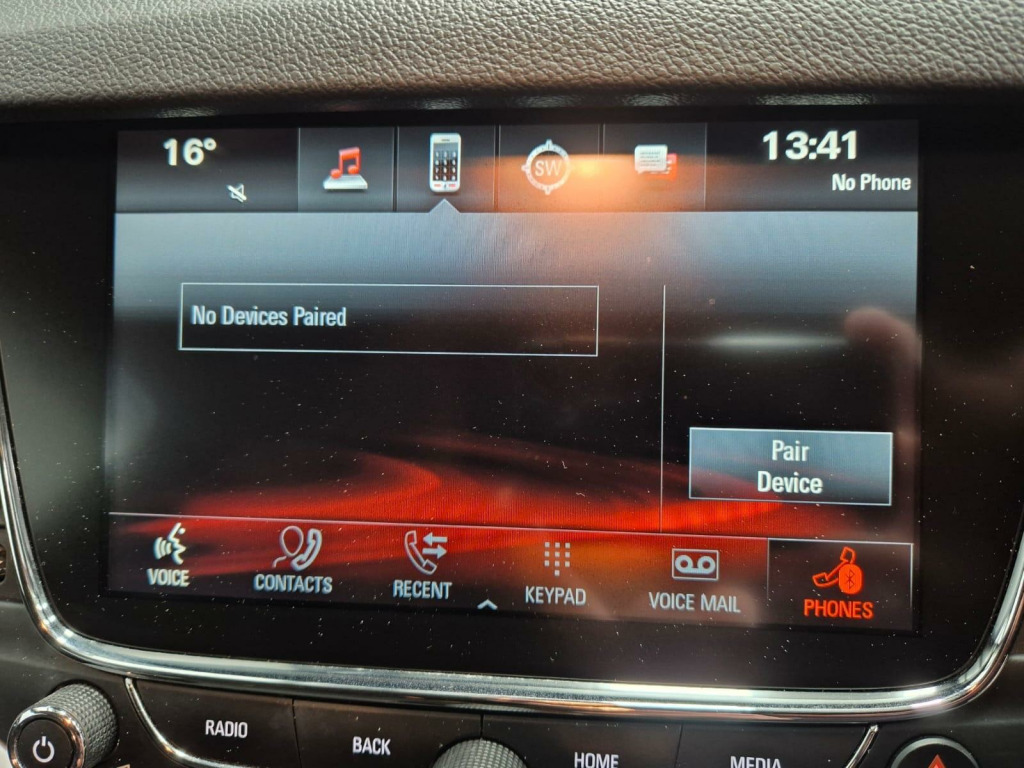 16°
SW
13:41
No Phone
No Devices Paired
Pair
Device
VOICE
CONTACTS
RECENT
KEYPAD
VOICE MAIL
PHONES
RADIO
BACK
HOME
MEDIA